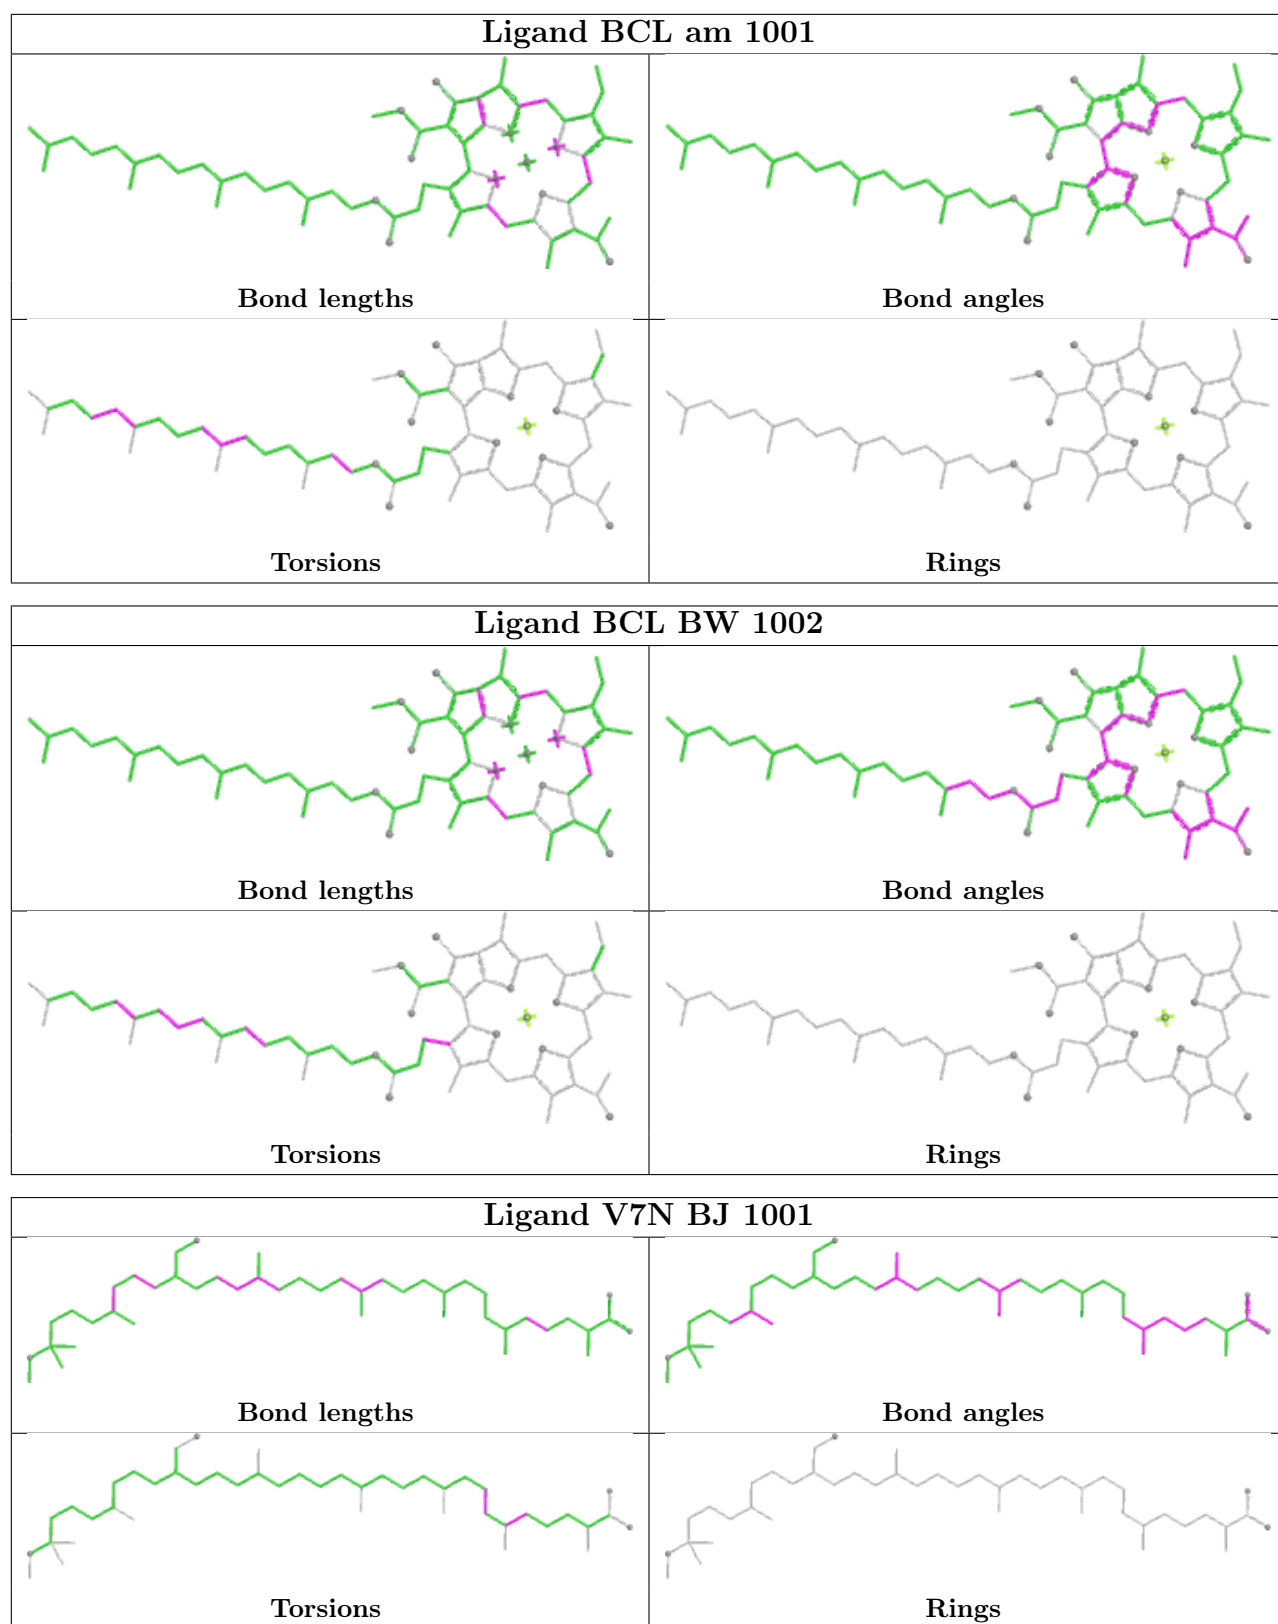 Ligand BCL am 1001
Bond lengths Bond angles
Torsions Rings
Ligand BCL BW 1002
Bond lengths Bond angles
Torsions Rings
Ligand V7N BJ 1001
Bond lengths Bond angles
Torsions Rings